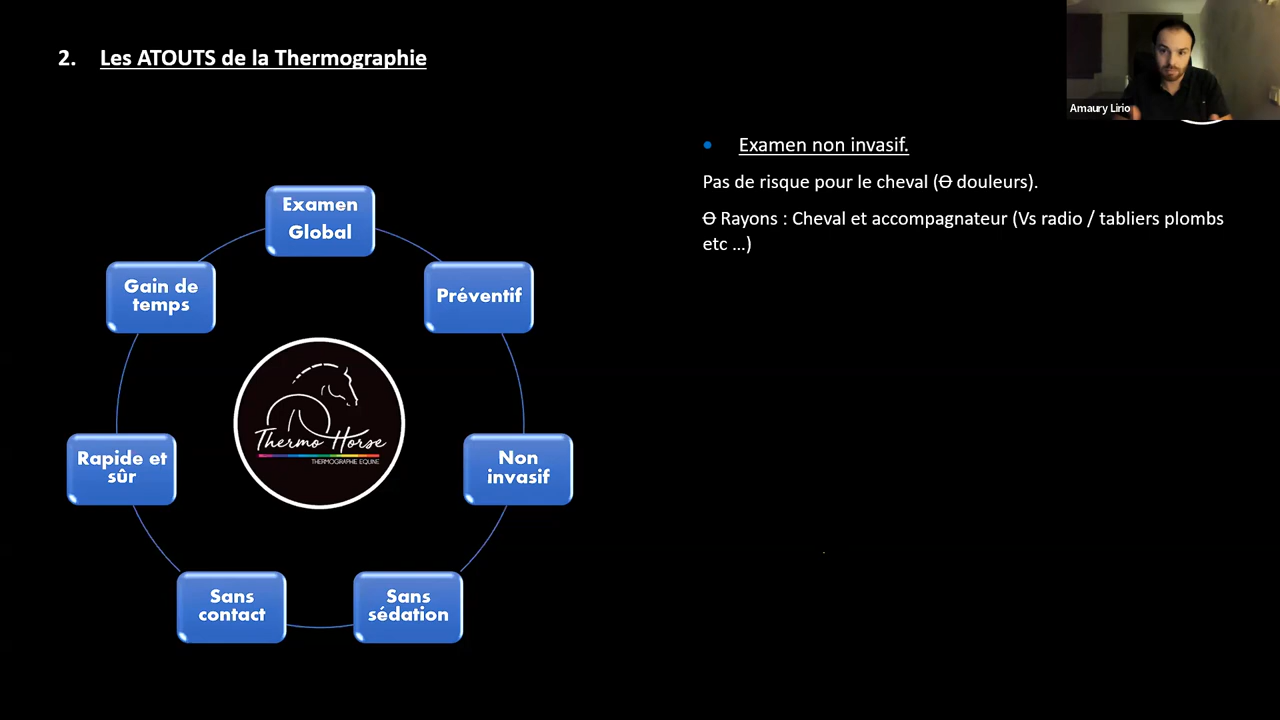 2. Les ATOUTS de la Thermographie
Amaury Lirio
Examen non invasif.
Pas de risque pour le cheval (Ɵ douleurs).
Ɵ Rayons : Cheval et accompagnateur (Vs radio / tabliers plombs
etc ...)
Examen
Global
Préventif
Non
invasif
Sans
sédation
Sans
contact
Rapide et
sûr
Gain de
temps
Thermo Horse
THERMOGRAPHIE EQUINE